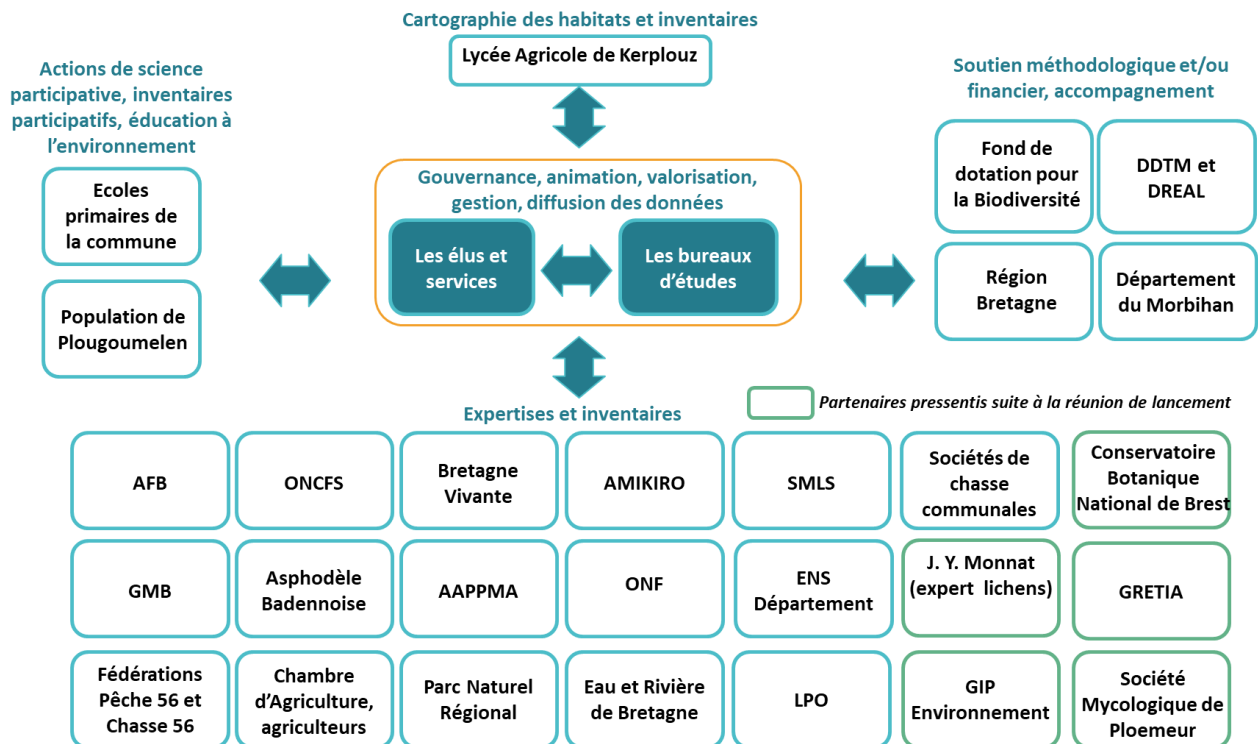 Cartographie des habitats et inventaires
Lycée Agricole de Kerplouz
Actions de science
participative, inventaires
participatifs, éducation à
l'environnement
Ecoles
primaires de
la commune
Population de
Plougoumelen
Gouvernance, animation, valorisation,
gestion, diffusion des données
Les élus et
services
Les bureaux
d'études
Soutien méthodologique et/ou
financier, accompagnement
Fond de
dotation pour
la Biodiversité
DDTM et
DREAL
Région
Bretagne
Département
du Morbihan
Expertises et inventaires
Partenaires pressentis suite à la réunion de lancement
AFB
ONCFS
Bretagne
Vivante
AMIKIRO
SMLS
Sociétés de
chasse
communales
Conservatoire
Botanique
National de Brest
GMB
Asphodèle
Badennoise
AAPPMA
ONF
ENS
Département
J. Y. Monnat
(expert lichens)
GRETIA
Fédérations
Pêche 56 et
Chasse 56
Chambre
d'Agriculture,
agriculteurs
Parc Naturel
Régional
Eau et Rivière
de Bretagne
LPO
GIP
Environnement
Société
Mycologique de
Ploemeur